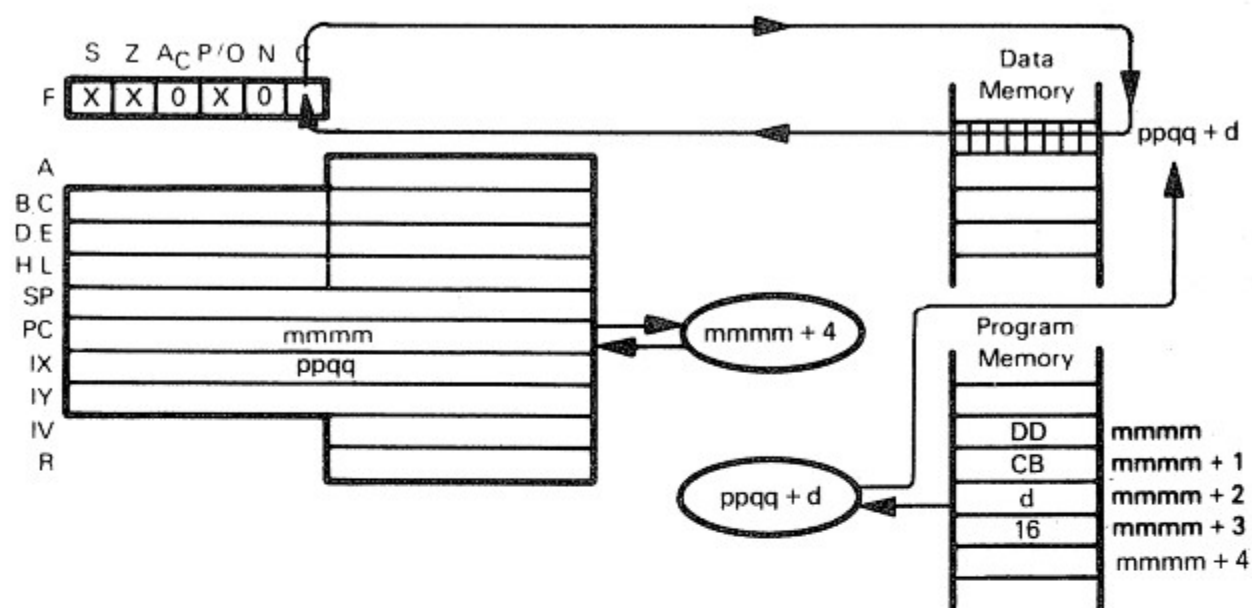 S Z AC P/O N C
F X X 0 X 0
Data
Memory
ppqq + d
A
B,C
D,E
H,L
SP
PC mmmm
IX ppqq
IY
IV
R
mmmm + 4
ppqq + d
Program
Memory
DD mmmm
CB mmmm + 1
d mmmm + 2
16 mmmm + 3
mmmm + 4